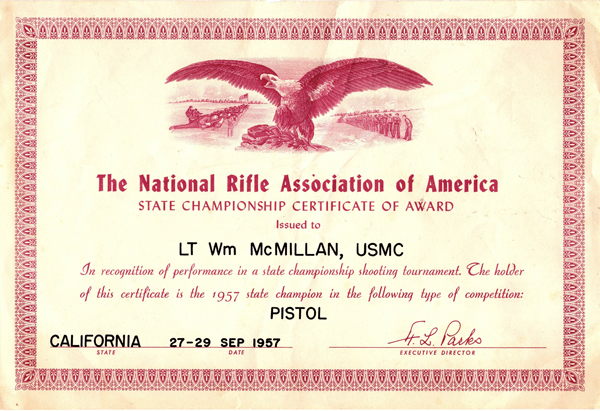 The National Rifle Association of America
STATE CHAMPIONSHIP CERTIFICATE OF AWARD
Issued to
LT Wm McMILLAN, USMC
In recognition of performance in a state championship shooting tournament. The holder
of this certificate is the 1957 state champion in the following type of competition:
PISTOL
CALIFORNIA 27-29 SEP 1957 F. L. Parks
STATE DATE EXECUTIVE DIRECTOR